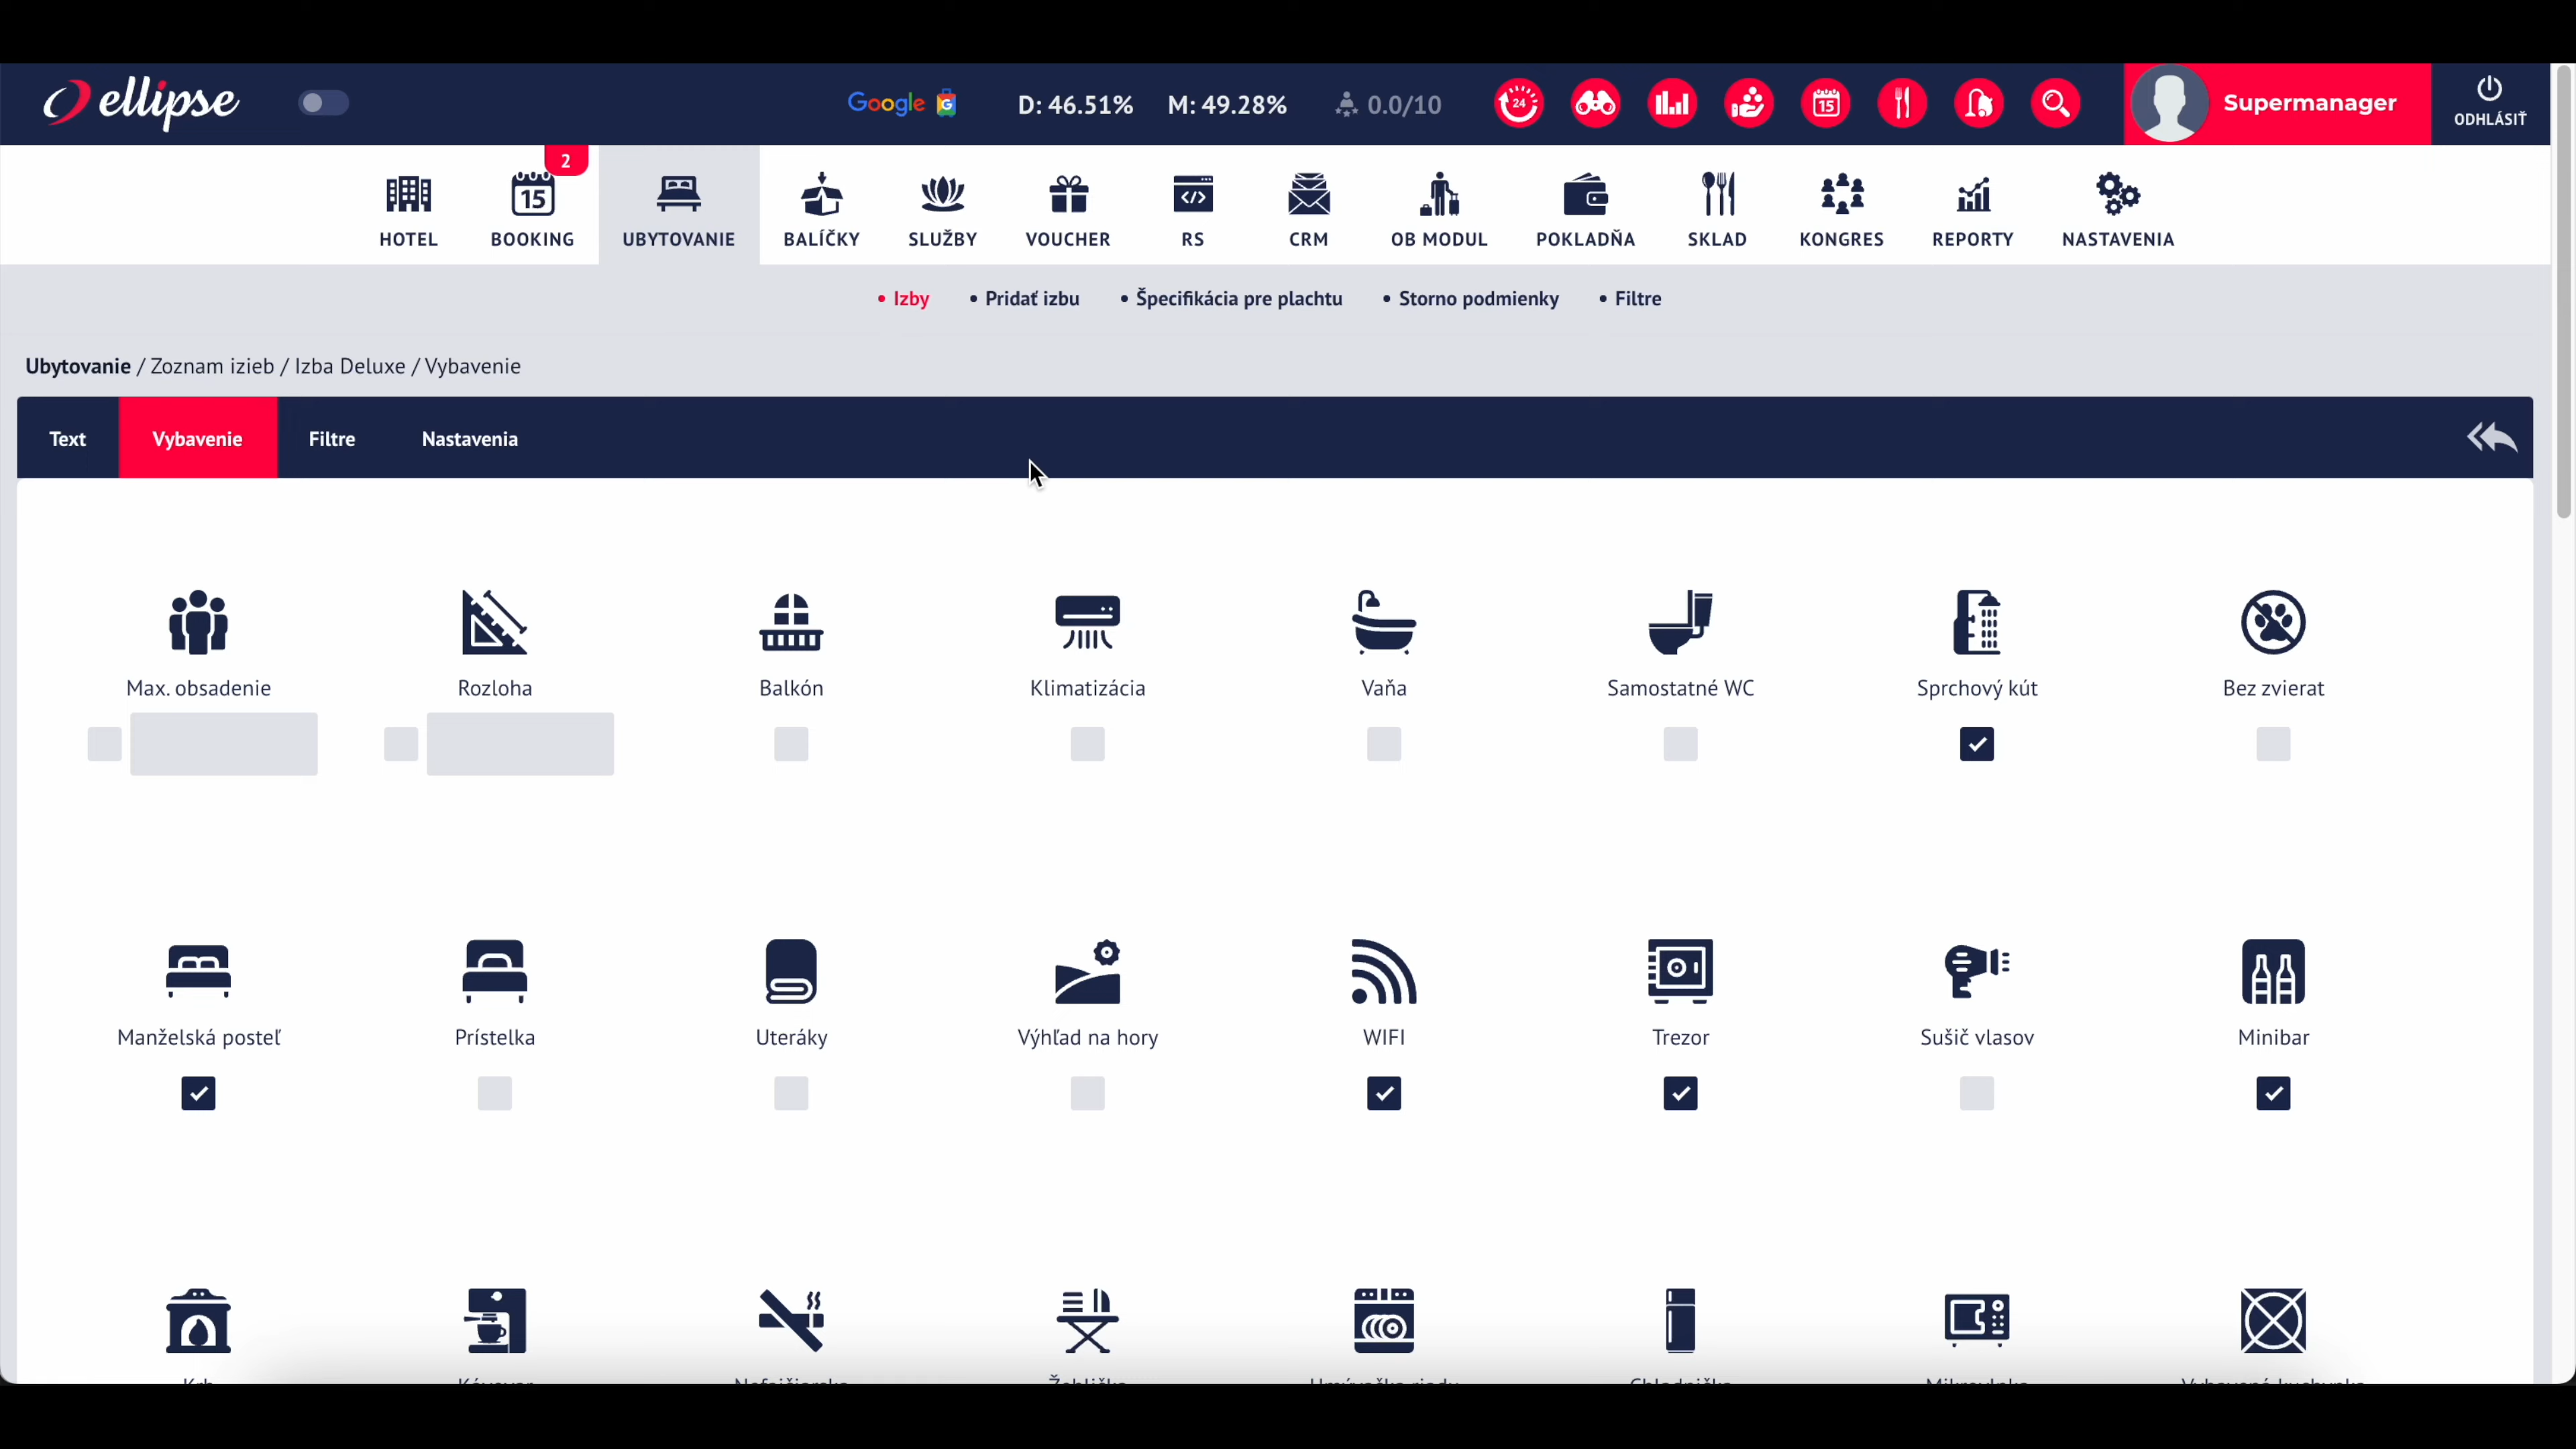 ellipse
Google G
D: 46.51% M: 49.28% 0.0/10
24
15
Supermanager
ODHLÁSIŤ
2
15
HOTEL BOOKING UBYTOVANIE BALÍČKY SLUŽBY VOUCHER RS CRM OB MODUL POKLADŇA SKLAD KONGRES REPORTY NASTAVENIA
• Izby • Pridať izbu • Špecifikácia pre plachtu • Storno podmienky • Filtre
Ubytovanie / Zoznam izieb / Izba Deluxe / Vybavenie
Text Vybavenie Filtre Nastavenia
Max. obsadenie Rozloha Balkón Klimatizácia Vaňa Samostatné WC Sprchový kút Bez zvierat
Manželská posteľ Prístelka Uteráky Výhľad na hory WIFI Trezor Sušič vlasov Minibar